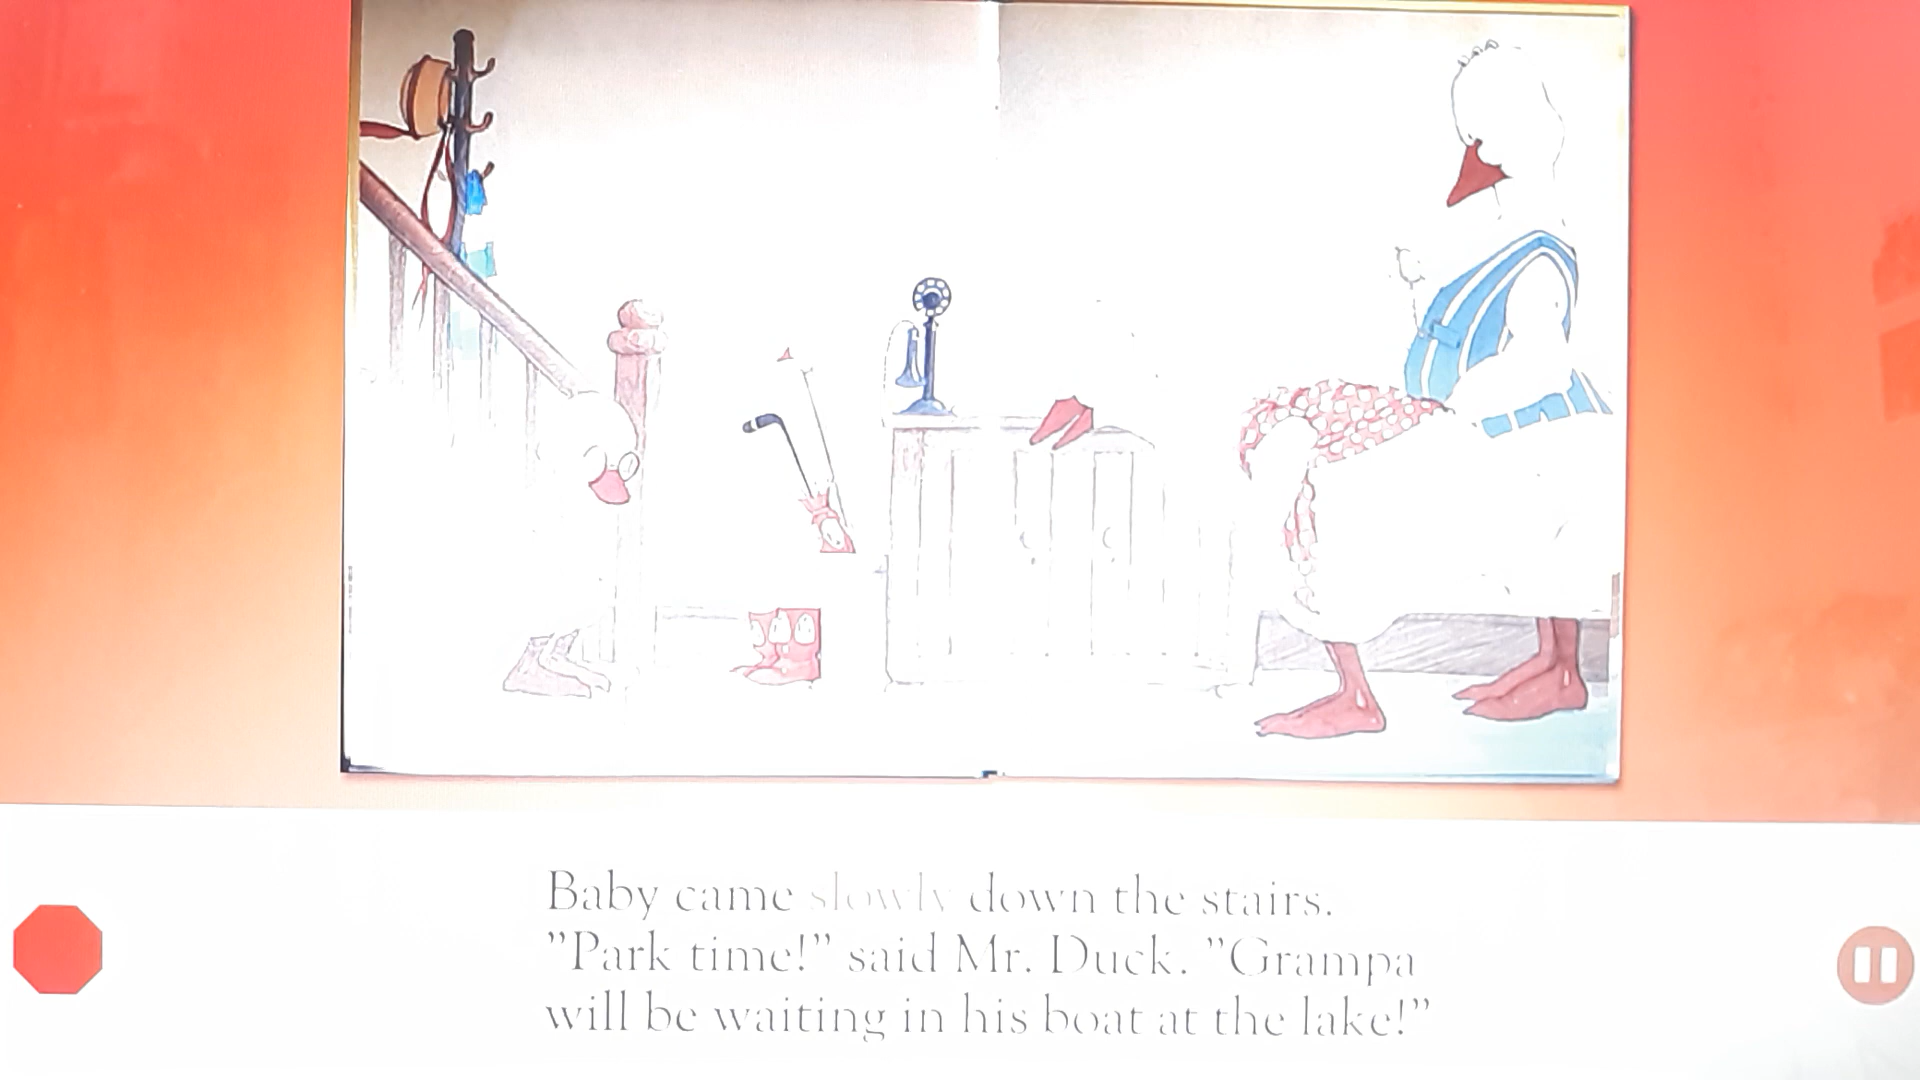 Baby came slowly down the stairs.
"Park time!" said Mr. Duck. "Grampa
will be waiting in his boat at the lake!"